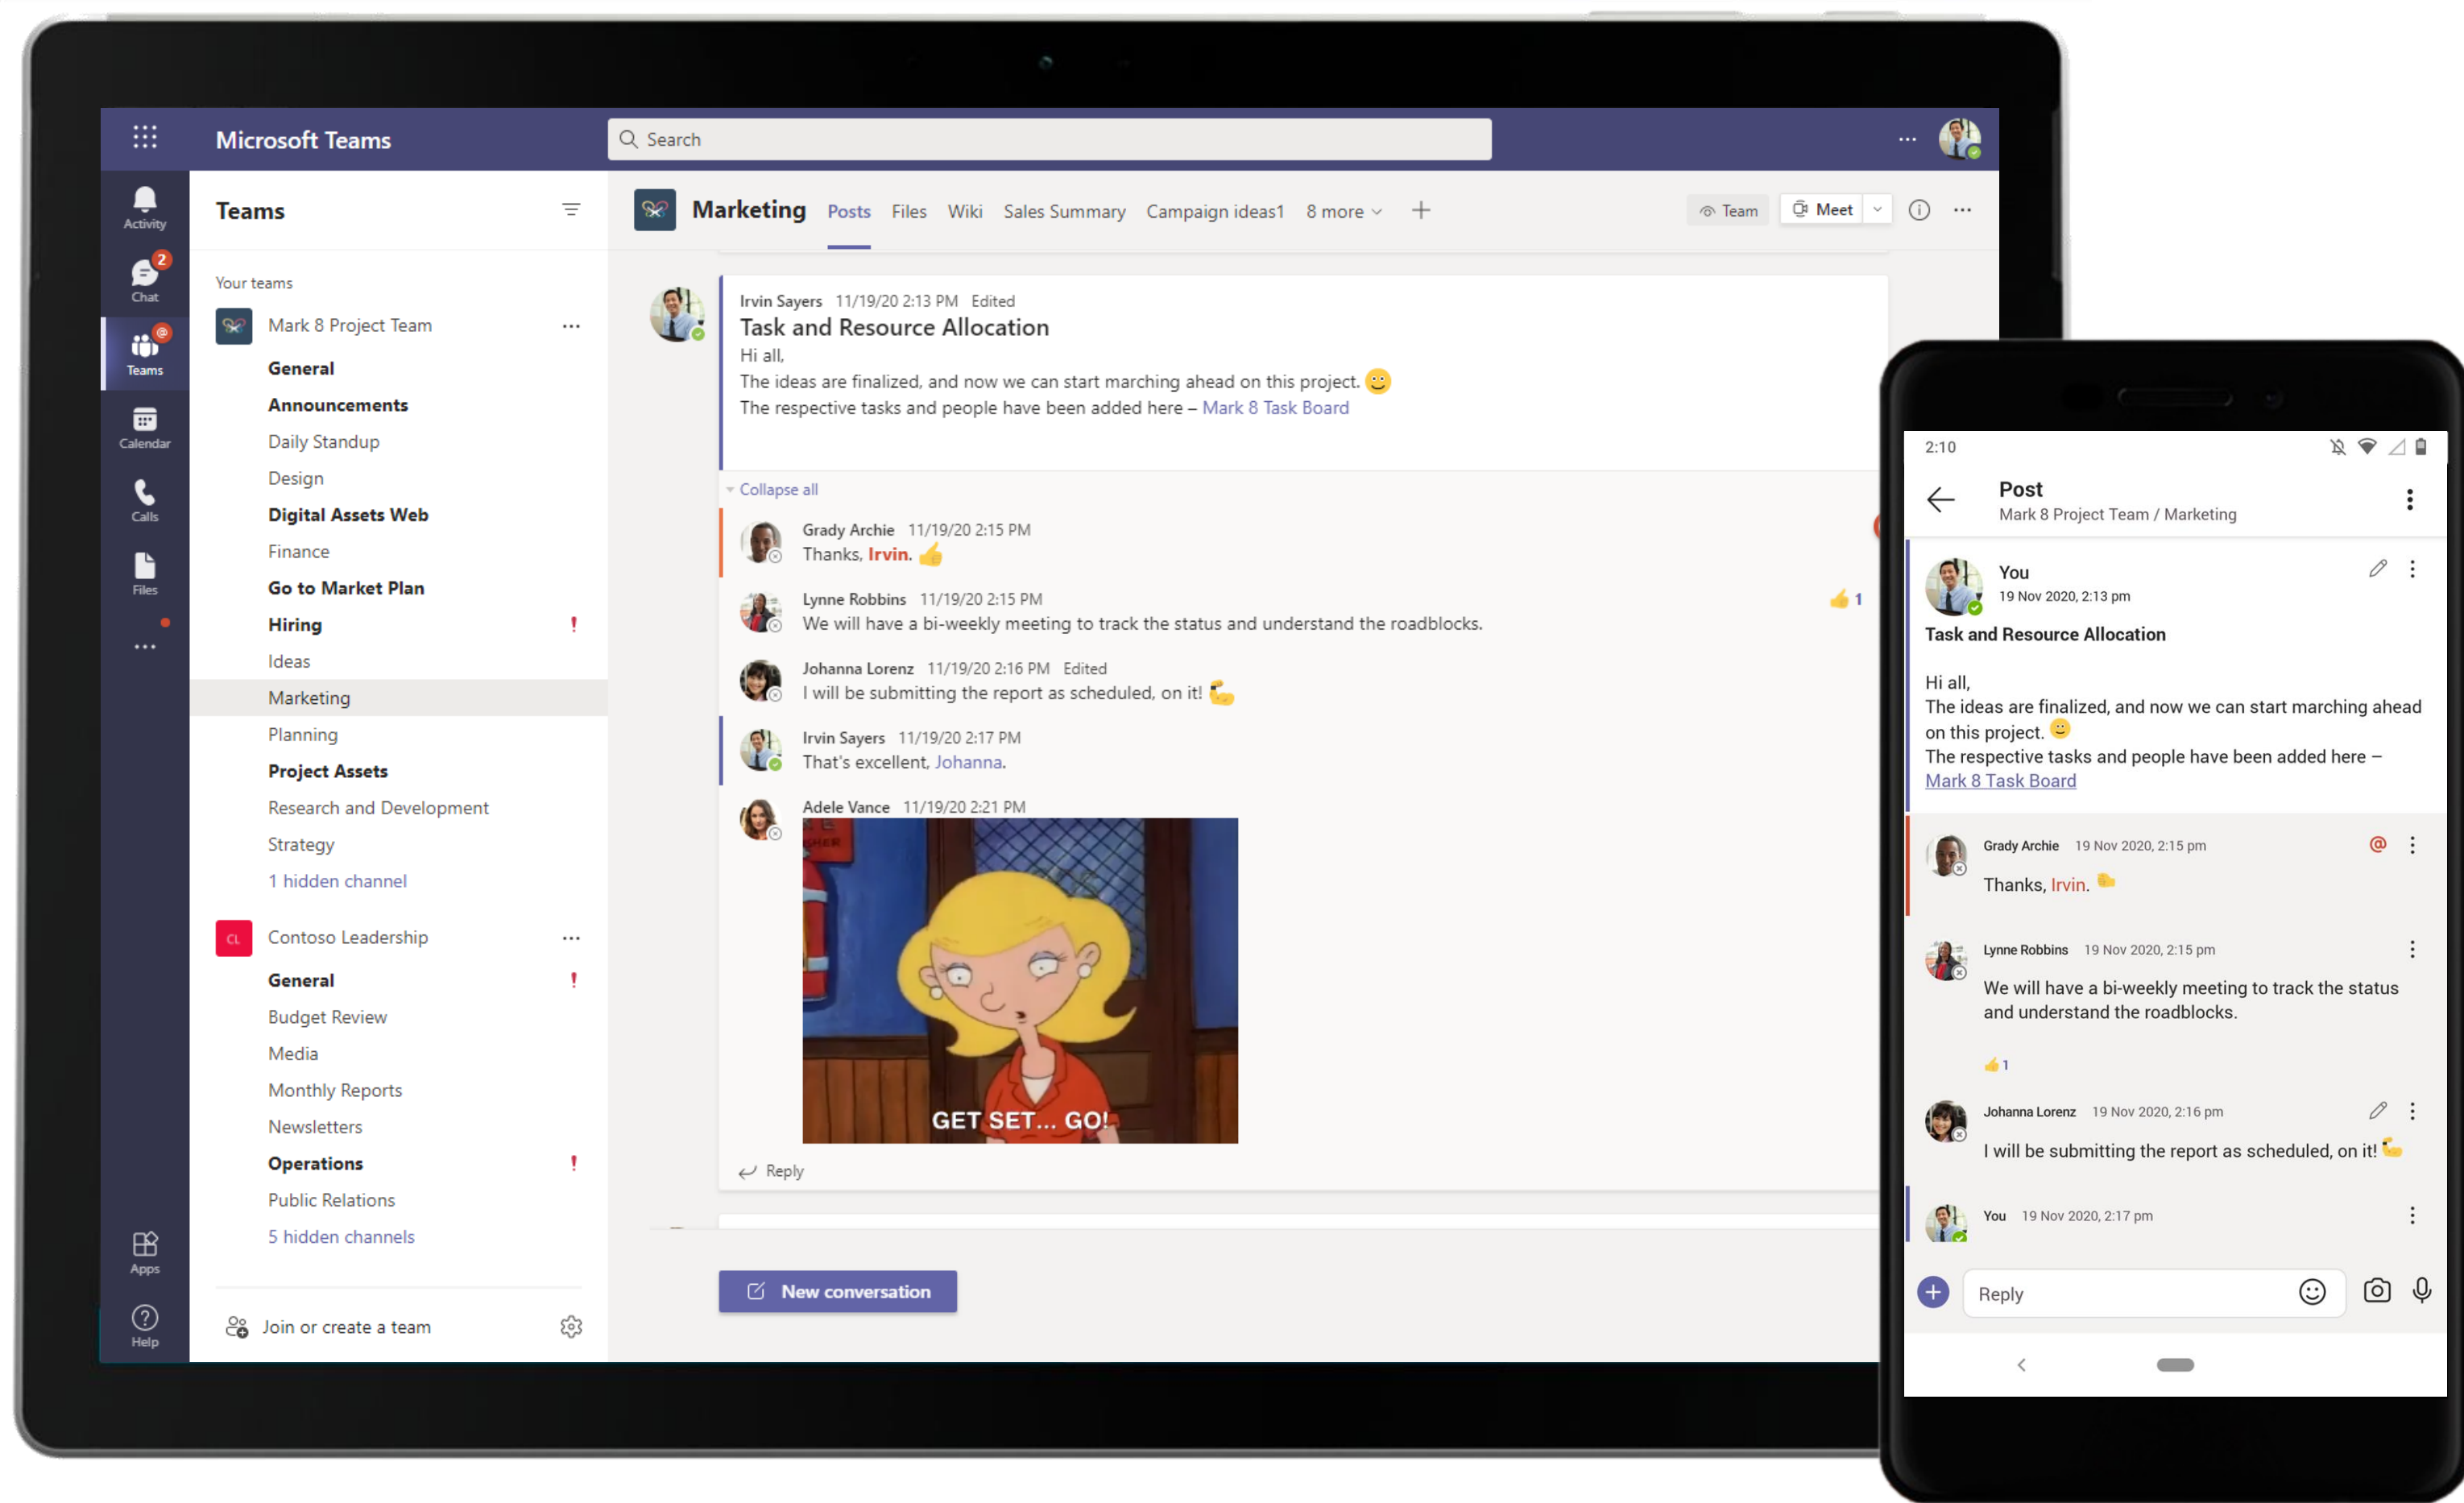 Microsoft Teams
Search
Activity
2
Chat
@
Teams
Calendar
Calls
Files
Apps
Help
Teams
Your teams
Mark 8 Project Team
General
Announcements
Daily Standup
Design
Digital Assets Web
Finance
Go to Market Plan
Hiring
Ideas
Marketing
Planning
Project Assets
Research and Development
Strategy
1 hidden channel
CL
Contoso Leadership
General
Budget Review
Media
Monthly Reports
Newsletters
Operations
Public Relations
5 hidden channels
Join or create a team
Marketing Posts Files Wiki Sales Summary Campaign ideas1 8 more
Team Meet
Irvin Sayers 11/19/20 2:13 PM Edited
Task and Resource Allocation
Hi all,
The ideas are finalized, and now we can start marching ahead on this project. 🙂
The respective tasks and people have been added here – Mark 8 Task Board
Collapse all
Grady Archie 11/19/20 2:15 PM
Thanks, Irvin. 👍
Lynne Robbins 11/19/20 2:15 PM
👍 1
We will have a bi-weekly meeting to track the status and understand the roadblocks.
Johanna Lorenz 11/19/20 2:16 PM Edited
I will be submitting the report as scheduled, on it! 💪
Irvin Sayers 11/19/20 2:17 PM
That's excellent, Johanna.
Adele Vance 11/19/20 2:21 PM
GET SET... GO!
Reply
New conversation
2:10
Post
Mark 8 Project Team / Marketing
You
19 Nov 2020, 2:13 pm
Task and Resource Allocation
Hi all,
The ideas are finalized, and now we can start marching ahead
on this project. 🙂
The respective tasks and people have been added here –
Mark 8 Task Board
Grady Archie 19 Nov 2020, 2:15 pm @
Thanks, Irvin. 👍
Lynne Robbins 19 Nov 2020, 2:15 pm
We will have a bi-weekly meeting to track the status
and understand the roadblocks.
👍 1
Johanna Lorenz 19 Nov 2020, 2:16 pm
I will be submitting the report as scheduled, on it! 💪
You 19 Nov 2020, 2:17 pm
Reply